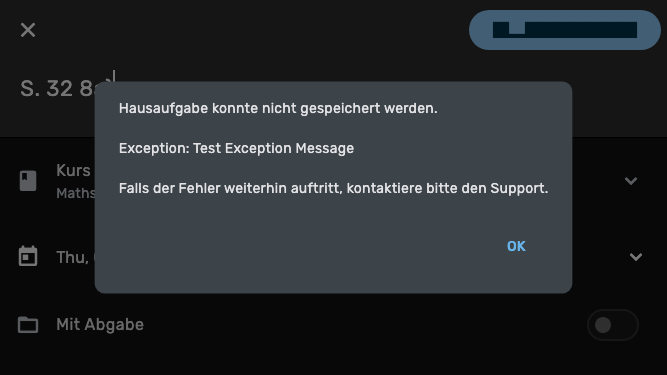 S. 32 8
Hausaufgabe konnte nicht gespeichert werden.
Exception: Test Exception Message
Falls der Fehler weiterhin auftritt, kontaktiere bitte den Support.
OK
Kurs
Maths
Thu,
Mit Abgabe